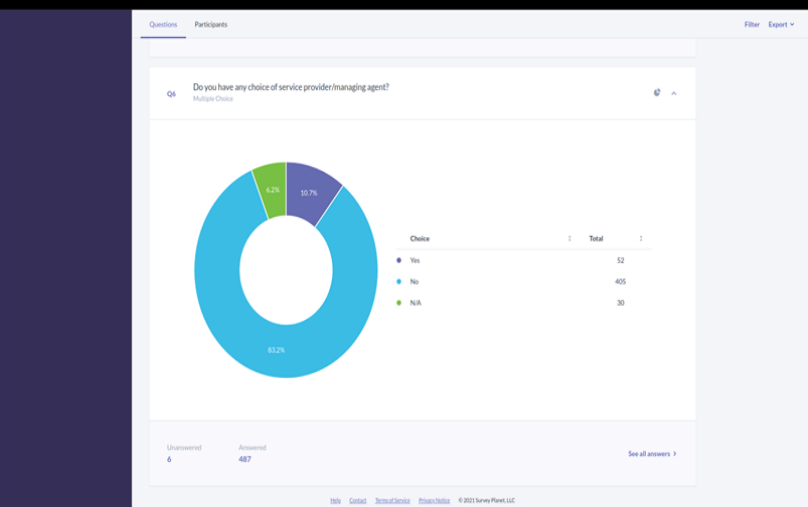 Questions Participants Filter Export
Q6 Do you have any choice of service provider/managing agent?
Multiple Choice
6.2% 10.7%
83.2%
Choice Total
Yes 52
No 405
N/A 30
Unanswered Answered
6 487
See all answers
Help Contact Terms of Service Privacy Notice © 2021 Survey Planet, LLC